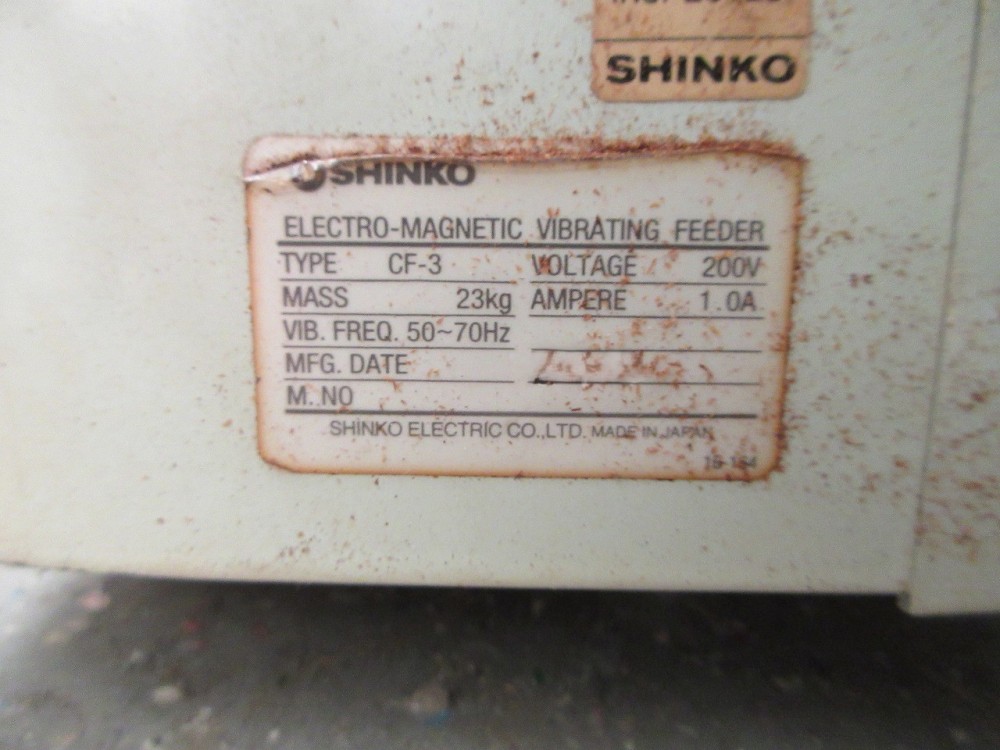 SHINKO
SHINKO
ELECTRO-MAGNETIC VIBRATING FEEDER
TYPE CF-3 VOLTAGE 200V
MASS 23kg AMPERE 1.0A
VIB. FREQ. 50~70Hz
MFG. DATE
M. NO
SHINKO ELECTRIC CO.,LTD. MADE IN JAPAN